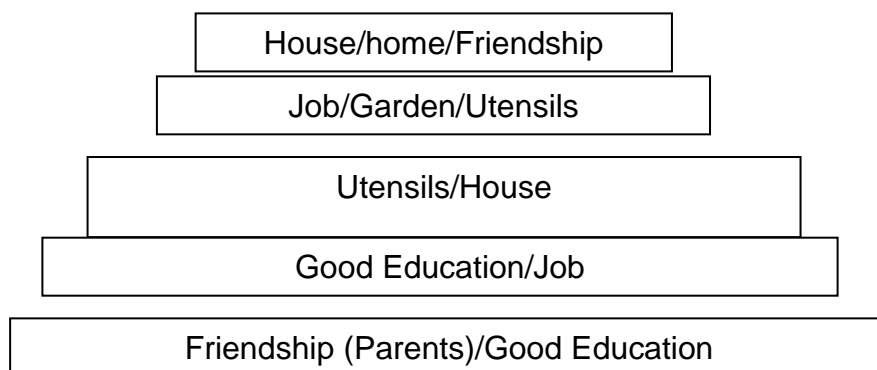 House/home/Friendship
Job/Garden/Utensils
Utensils/House
Good Education/Job
Friendship (Parents)/Good Education